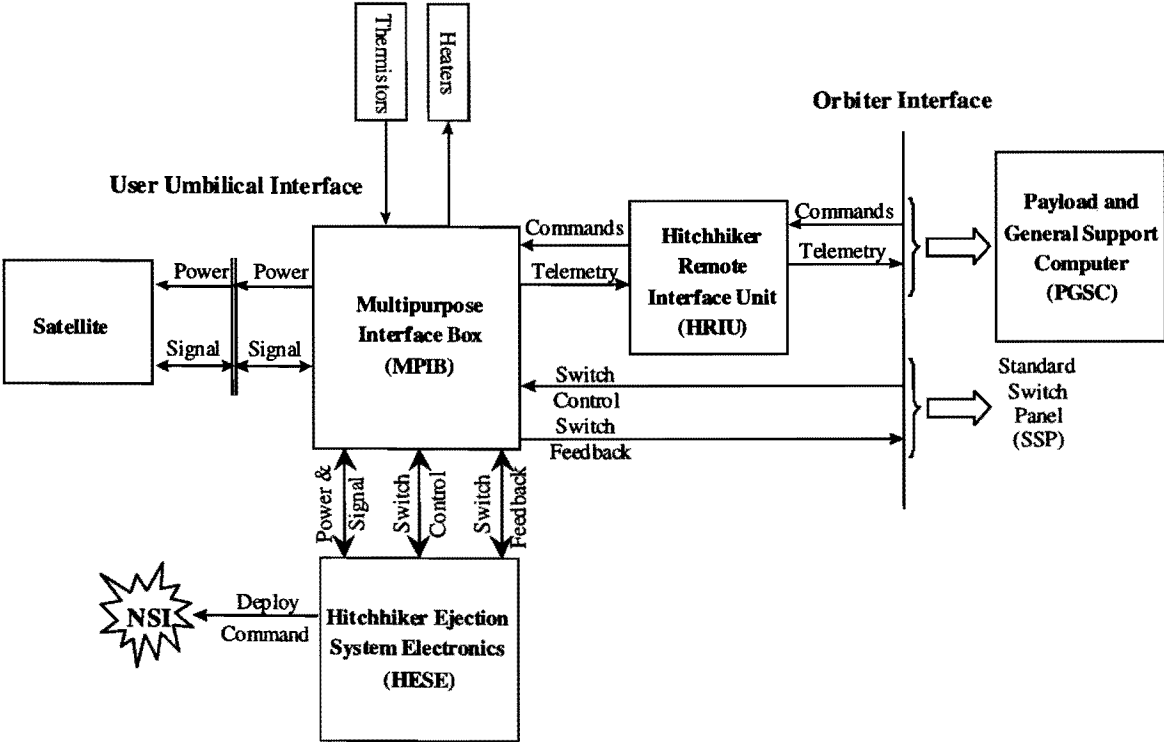 Thermistors
Heaters
Orbiter Interface
User Umbilical Interface
Payload and
General Support
Computer
(PGSC)
Commands
Telemetry
Hitchhiker
Remote
Interface Unit
(HRIU)
Commands
Telemetry
Satellite
Power
Power
Signal
Signal
Multipurpose
Interface Box
(MPIB)
Switch
Control
Switch
Feedback
Standard
Switch
Panel
(SSP)
Power &
Signal
Switch
Control
Switch
Feedback
NSI
Deploy
Command
Hitchhiker Ejection
System Electronics
(HESE)